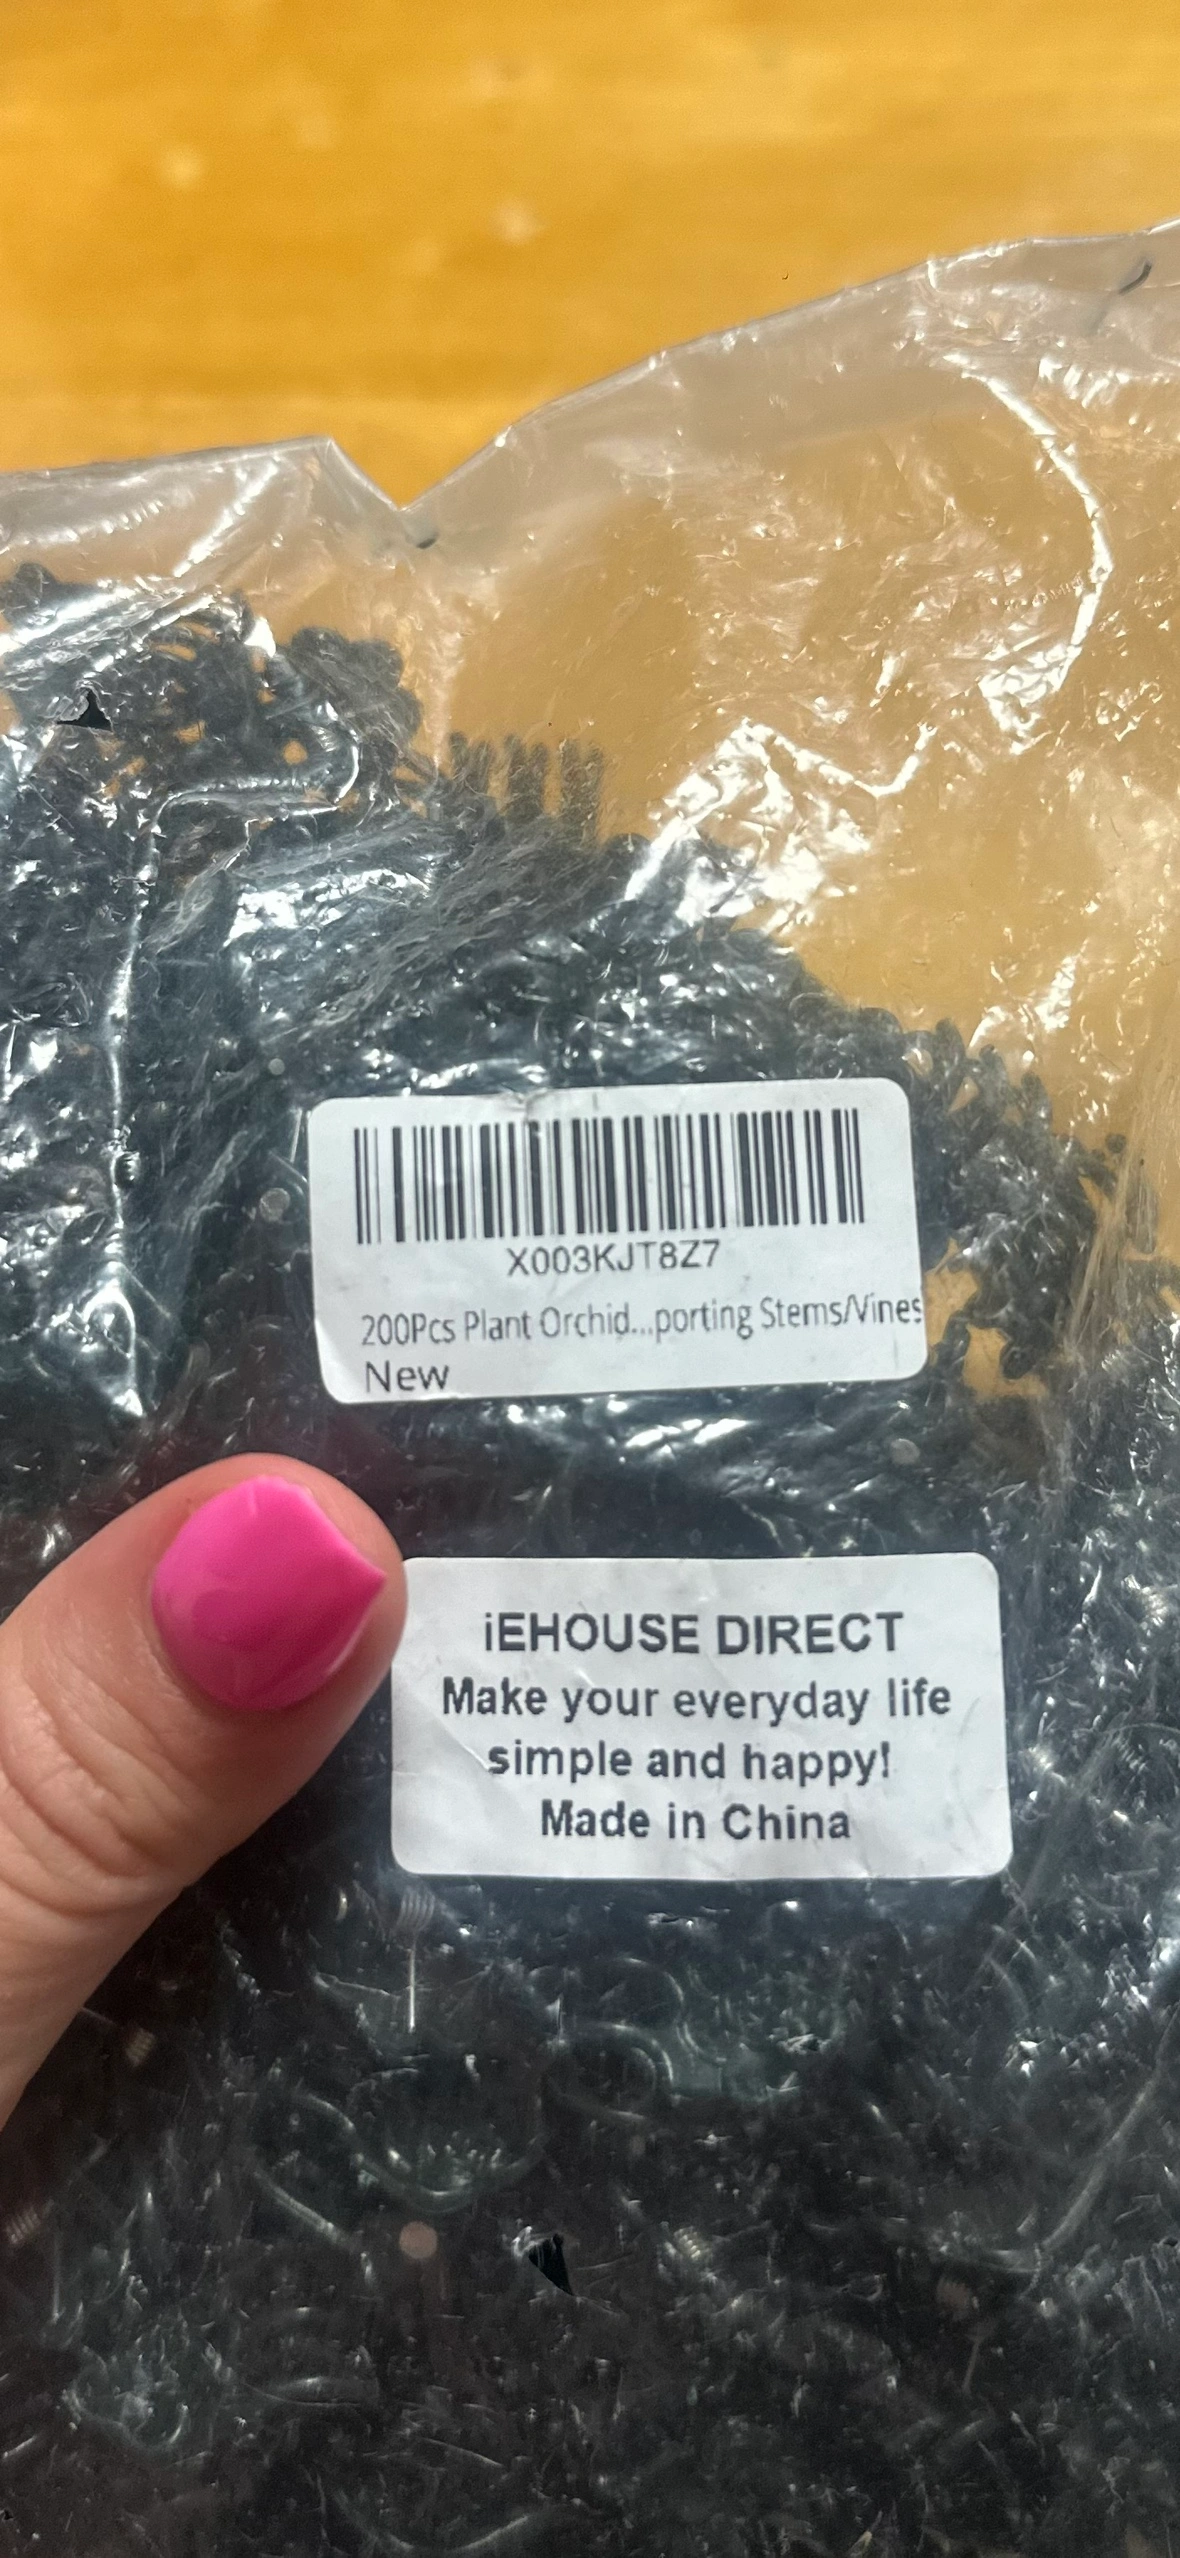 X003KJT8Z7
200Pcs Plant Orchid...porting Stems/Vines
New
iEHOUSE DIRECT
Make your everyday life
simple and happy!
Made in China